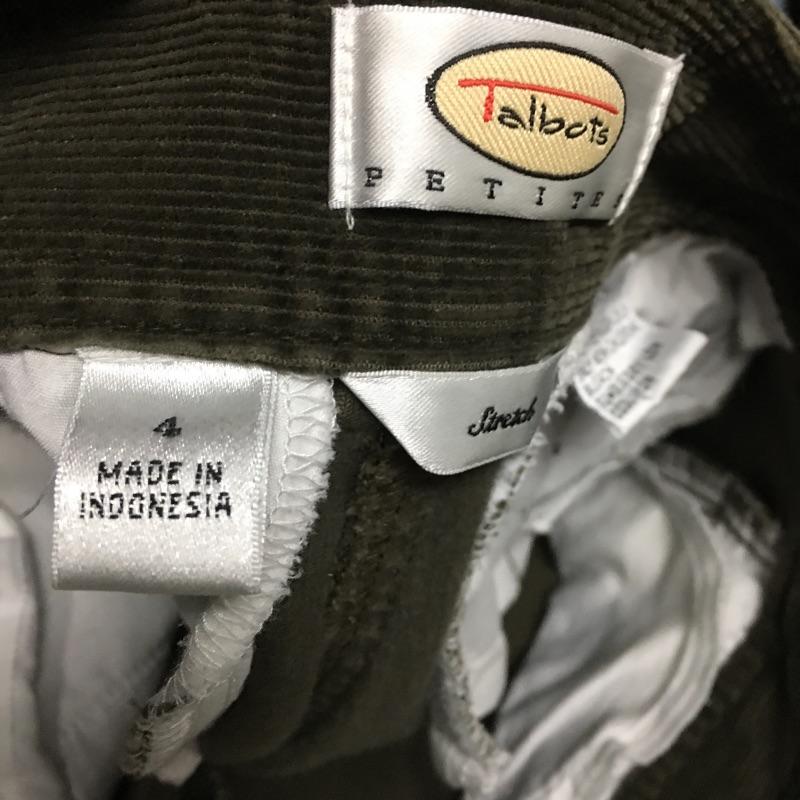 Talbots
PETITES
Stretch
4
MADE IN
INDONESIA